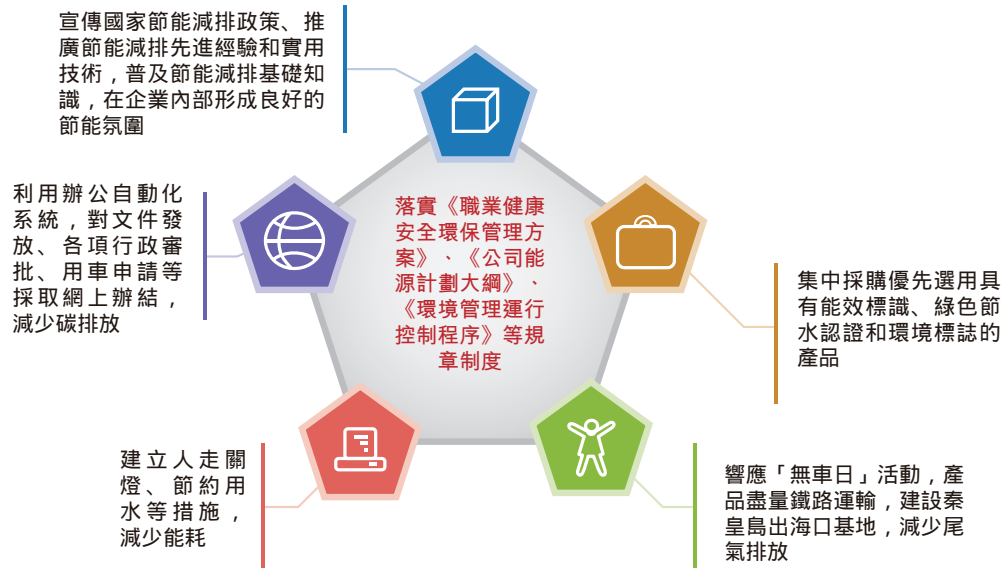 宣傳國家節能減排政策、推
廣節能減排先進經驗和實用
技術，普及節能減排基礎知
識，在企業內部形成良好的
節能氛圍
利用辦公自動化
系統，對文件發
放、各項行政審
批、用車申請等
採取網上辦結，
減少碳排放
落實《職業健康
安全環保管理方
案》、《公司能
源計劃大綱》、
《環境管理運行
控制程序》等規
章制度
集中採購優先選用具
有能效標識、綠色節
水認證和環境標誌的
產品
建立人走關
燈、節約用
水等措施，
減少能耗
響應「無車日」活動，產
品盡量鐵路運輸，建設秦
皇島出海口基地，減少尾
氣排放